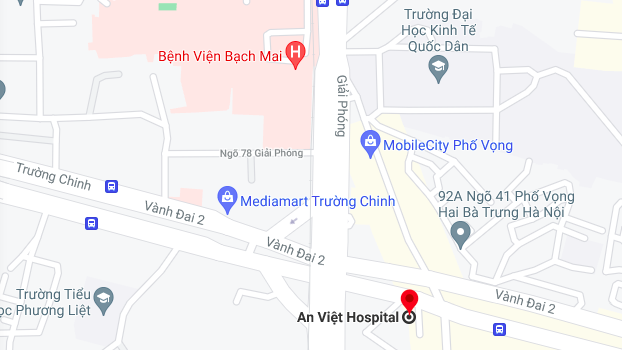 Trường Đại
Học Kinh Tế
Quốc Dân
Bệnh Viện Bạch Mai
H
Giải Phóng
MobileCity Phố Vọng
Ngõ 78 Giải Phóng
Trường Chinh
Vành Đai 2
Mediamart Trường Chinh
92A Ngõ 41 Phố Vọng
Hai Bà Trưng Hà Nội
Vành Đai 2
Vành Đai 2
Trường Tiểu
ọc Phương Liệt
An Việt Hospital